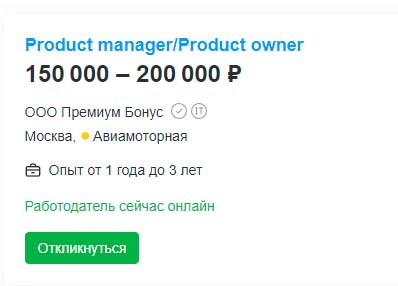 Product manager/Product owner
150 000 – 200 000 ₽
ООО Премиум Бонус IT
Москва, Авиамоторная
Опыт от 1 года до 3 лет
Работодатель сейчас онлайн
Откликнуться